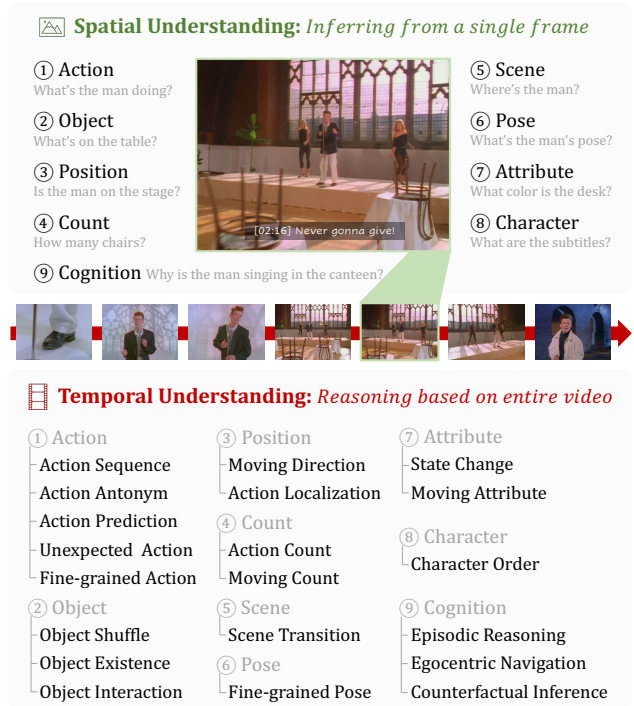 Spatial Understanding: Inferring from a single frame
① Action
What's the man doing?
② Object
What's on the table?
③ Position
Is the man on the stage?
④ Count
How many chairs?
⑤ Scene
Where's the man?
⑥ Pose
What's the man's pose?
⑦ Attribute
What color is the desk?
⑧ Character
What are the subtitles?
[02:16] Never gonna give!
⑨ Cognition Why is the man singing in the canteen?
Temporal Understanding: Reasoning based on entire video
① Action
Action Sequence
Action Antonym
Action Prediction
Unexpected Action
Fine-grained Action
② Object
Object Shuffle
Object Existence
Object Interaction
③ Position
Moving Direction
Action Localization
④ Count
Action Count
Moving Count
⑤ Scene
Scene Transition
⑥ Pose
Fine-grained Pose
⑦ Attribute
State Change
Moving Attribute
⑧ Character
Character Order
⑨ Cognition
Episodic Reasoning
Egocentric Navigation
Counterfactual Inference